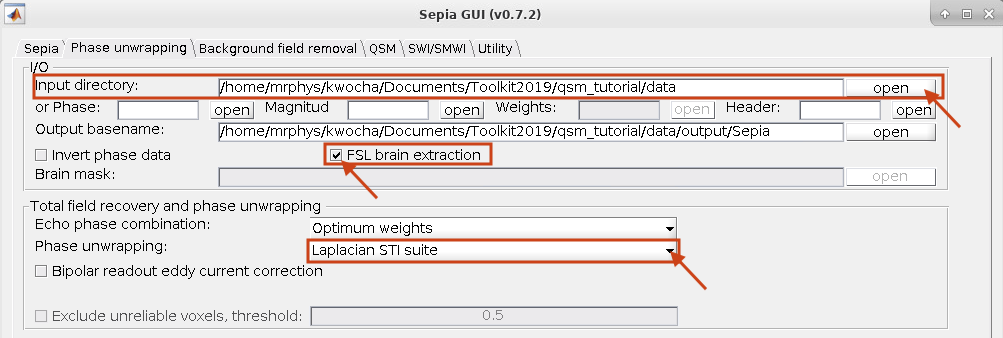 Sepia GUI (v0.7.2)
Sepia Phase unwrapping Background field removal QSM SWI/SMWI Utility
I/O
Input directory: /home/mrphys/kwocha/Documents/Toolkit2019/qsm_tutorial/data open
or Phase: open Magnitud open Weights: open Header: open
Output basename: /home/mrphys/kwocha/Documents/Toolkit2019/qsm_tutorial/data/output/Sepia open
Invert phase data FSL brain extraction
Brain mask: open
Total field recovery and phase unwrapping
Echo phase combination: Optimum weights
Phase unwrapping: Laplacian STI suite
Bipolar readout eddy current correction
Exclude unreliable voxels, threshold: 0.5